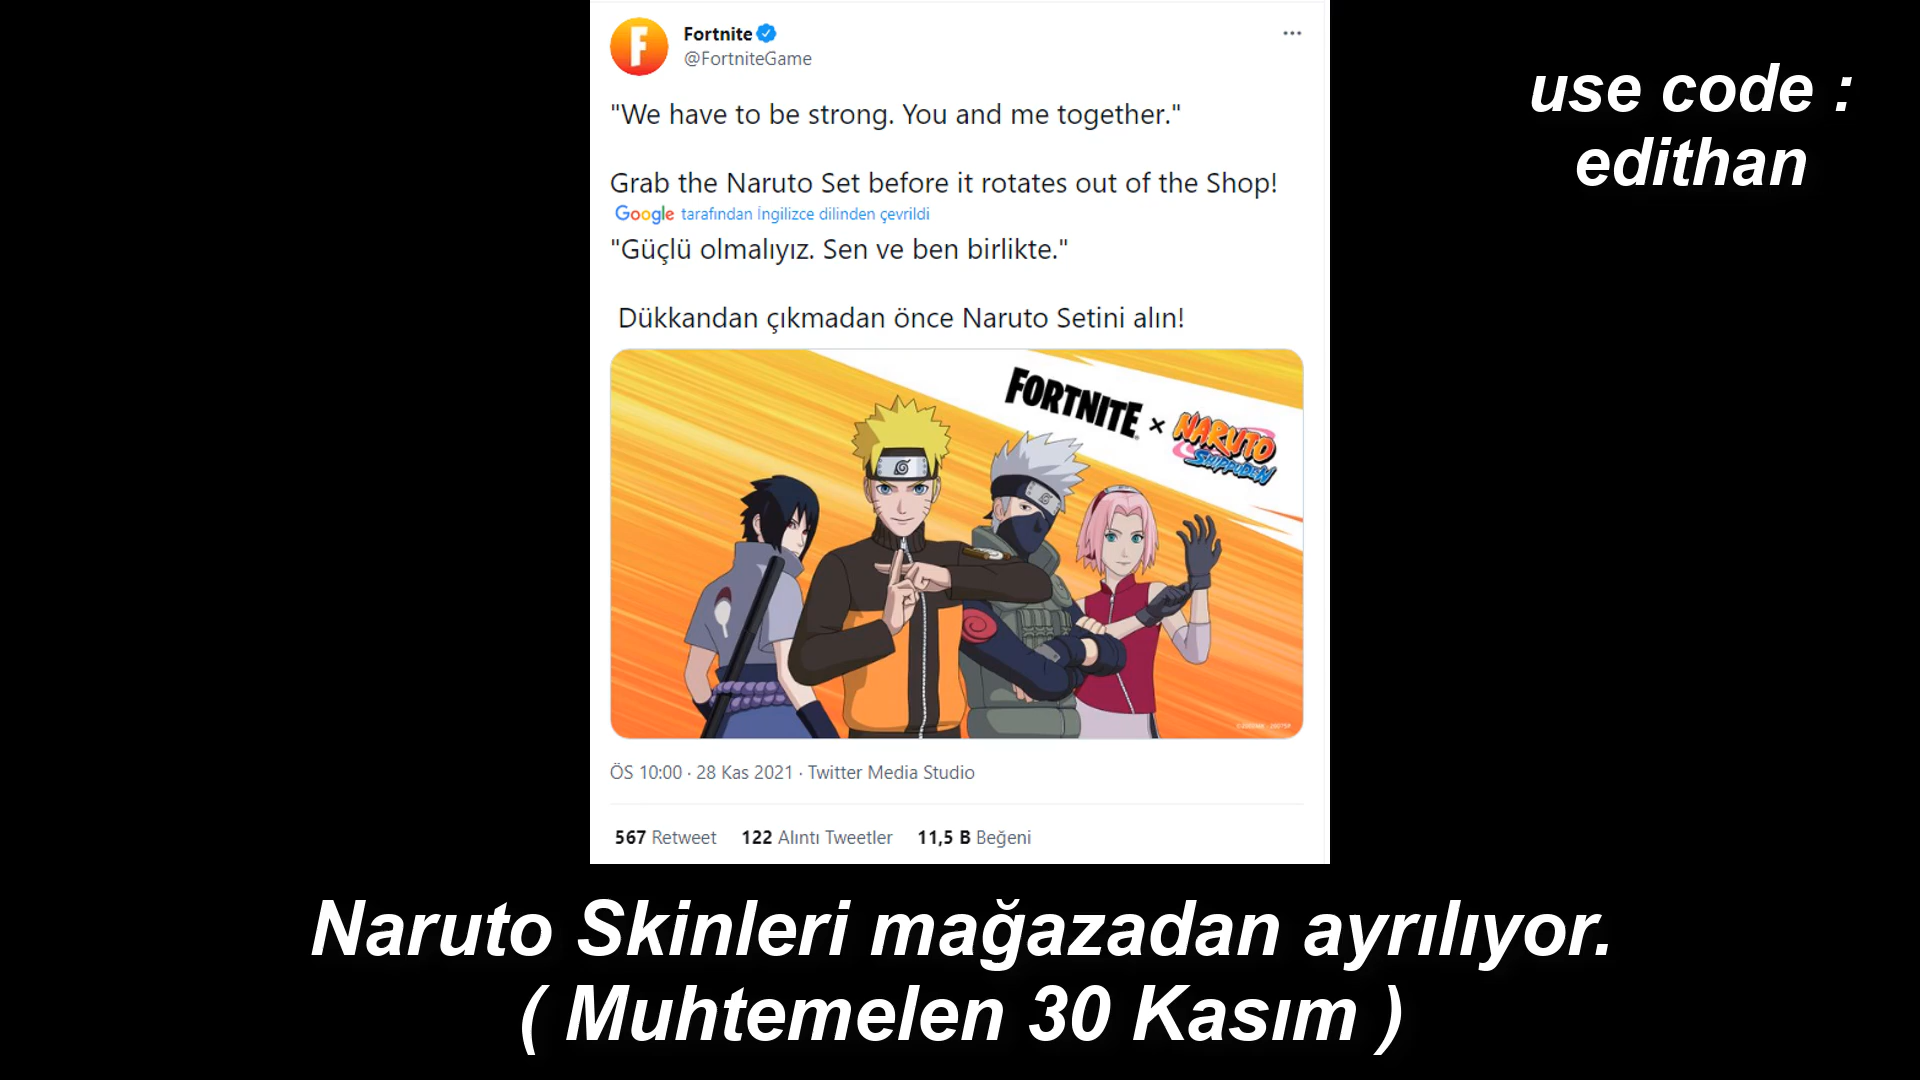 Fortnite
@FortniteGame
use code :
edithan
"We have to be strong. You and me together."
Grab the Naruto Set before it rotates out of the Shop!
Google tarafından İngilizce dilinden çevrildi
"Güçlü olmalıyız. Sen ve ben birlikte."
Dükkandan çıkmadan önce Naruto Setini alın!
FORTNITE x NARUTO
SHIPPUDEN
ÖS 10:00 · 28 Kas 2021 · Twitter Media Studio
567 Retweet 122 Alıntı Tweetler 11,5 B Beğeni
Naruto Skinleri mağazadan ayrılıyor.
( Muhtemelen 30 Kasım )